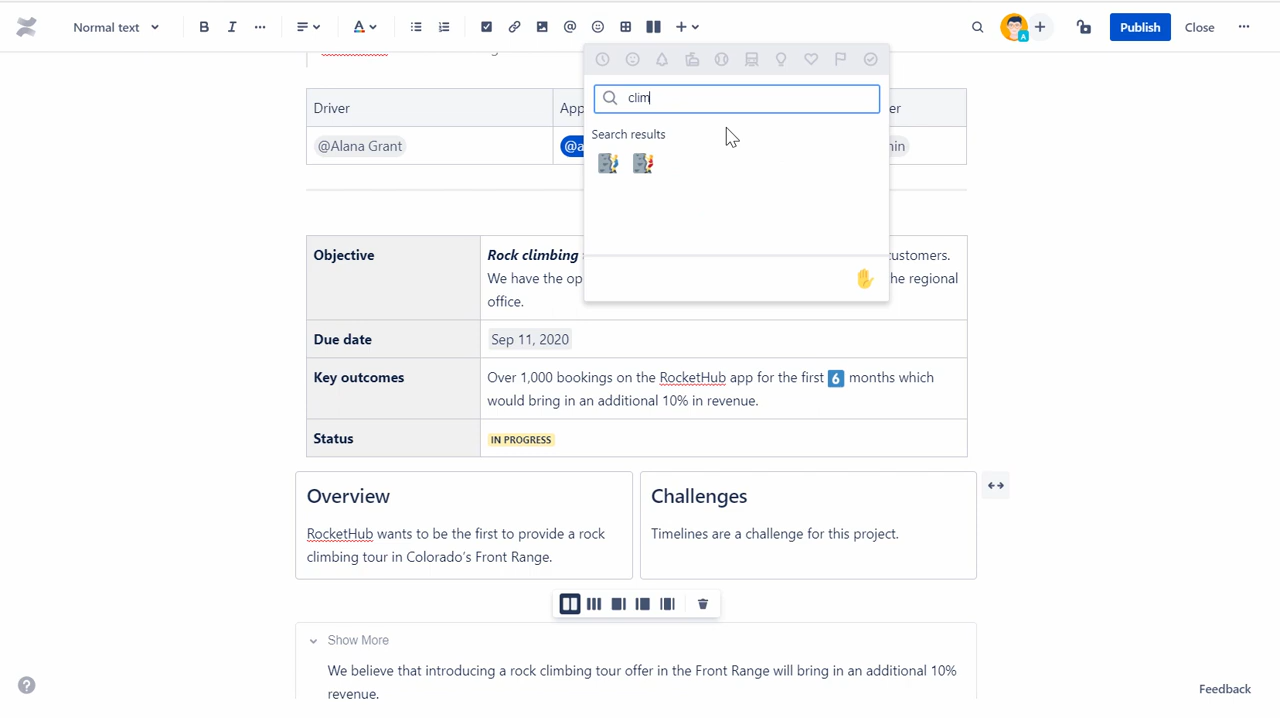 Normal text
Publish
Close
clim
Search results
Driver
App
er
@Alana Grant
@a
nin
Objective
Rock climbing
ustomers.
We have the op
he regional
office.
Due date
Sep 11, 2020
Key outcomes
Over 1,000 bookings on the RocketHub app for the first 6 months which
would bring in an additional 10% in revenue.
Status
IN PROGRESS
Overview
RocketHub wants to be the first to provide a rock
climbing tour in Colorado's Front Range.
Challenges
Timelines are a challenge for this project.
Show More
We believe that introducing a rock climbing tour offer in the Front Range will bring in an additional 10%
revenue.
Feedback